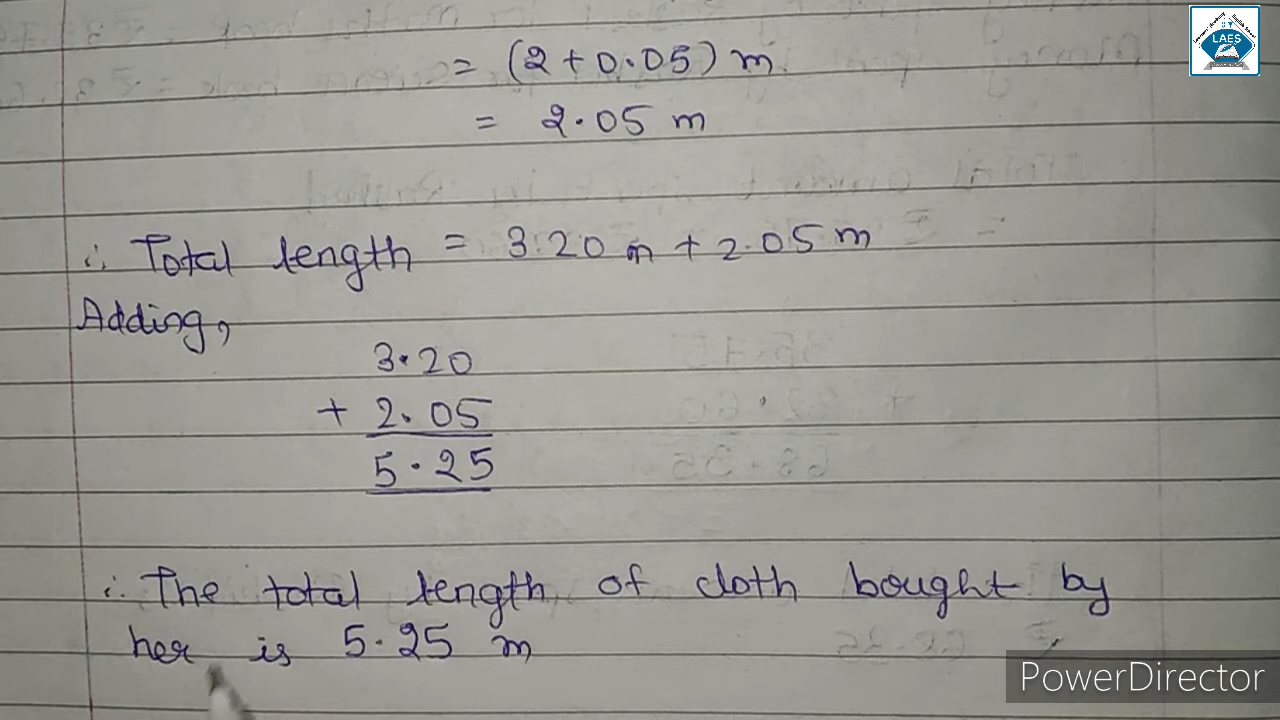 LAES
= (2 + 0.05) m
= 2.05 m
∴ Total length = 3.20 m + 2.05 m
Adding,
3.20
+ 2.05
5.25
∴ The total length of cloth bought by
her is 5.25 m
PowerDirector